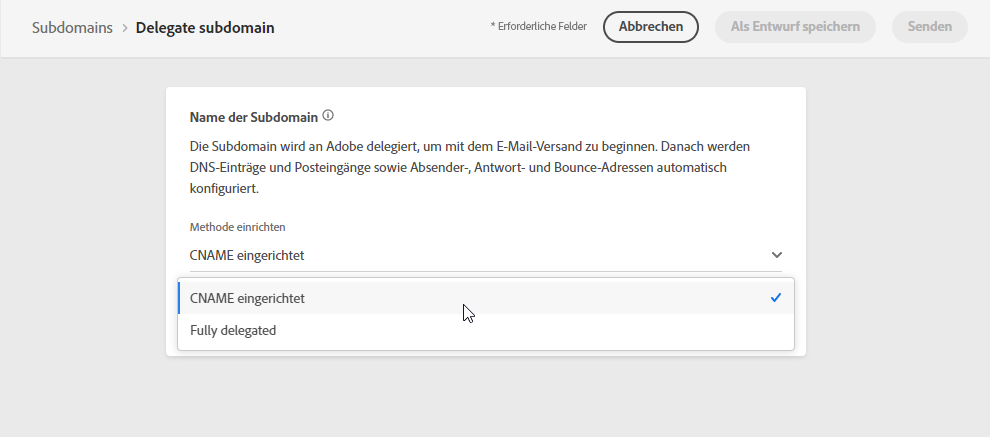 Subdomains > Delegate subdomain
* Erforderliche Felder
Abbrechen
Als Entwurf speichern
Senden
Name der Subdomain
Die Subdomain wird an Adobe delegiert, um mit dem E-Mail-Versand zu beginnen. Danach werden
DNS-Einträge und Posteingänge sowie Absender-, Antwort- und Bounce-Adressen automatisch
konfiguriert.
Methode einrichten
CNAME eingerichtet
CNAME eingerichtet
Fully delegated